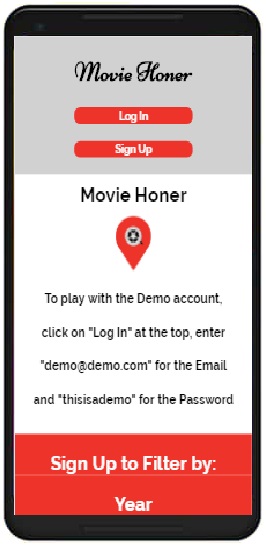 Movie Honer
Log In
Sign Up
Movie Honer
To play with the Demo account,
click on "Log In" at the top, enter
"demo@demo.com" for the Email
and "thisisademo" for the Password
Sign Up to Filter by:
Year